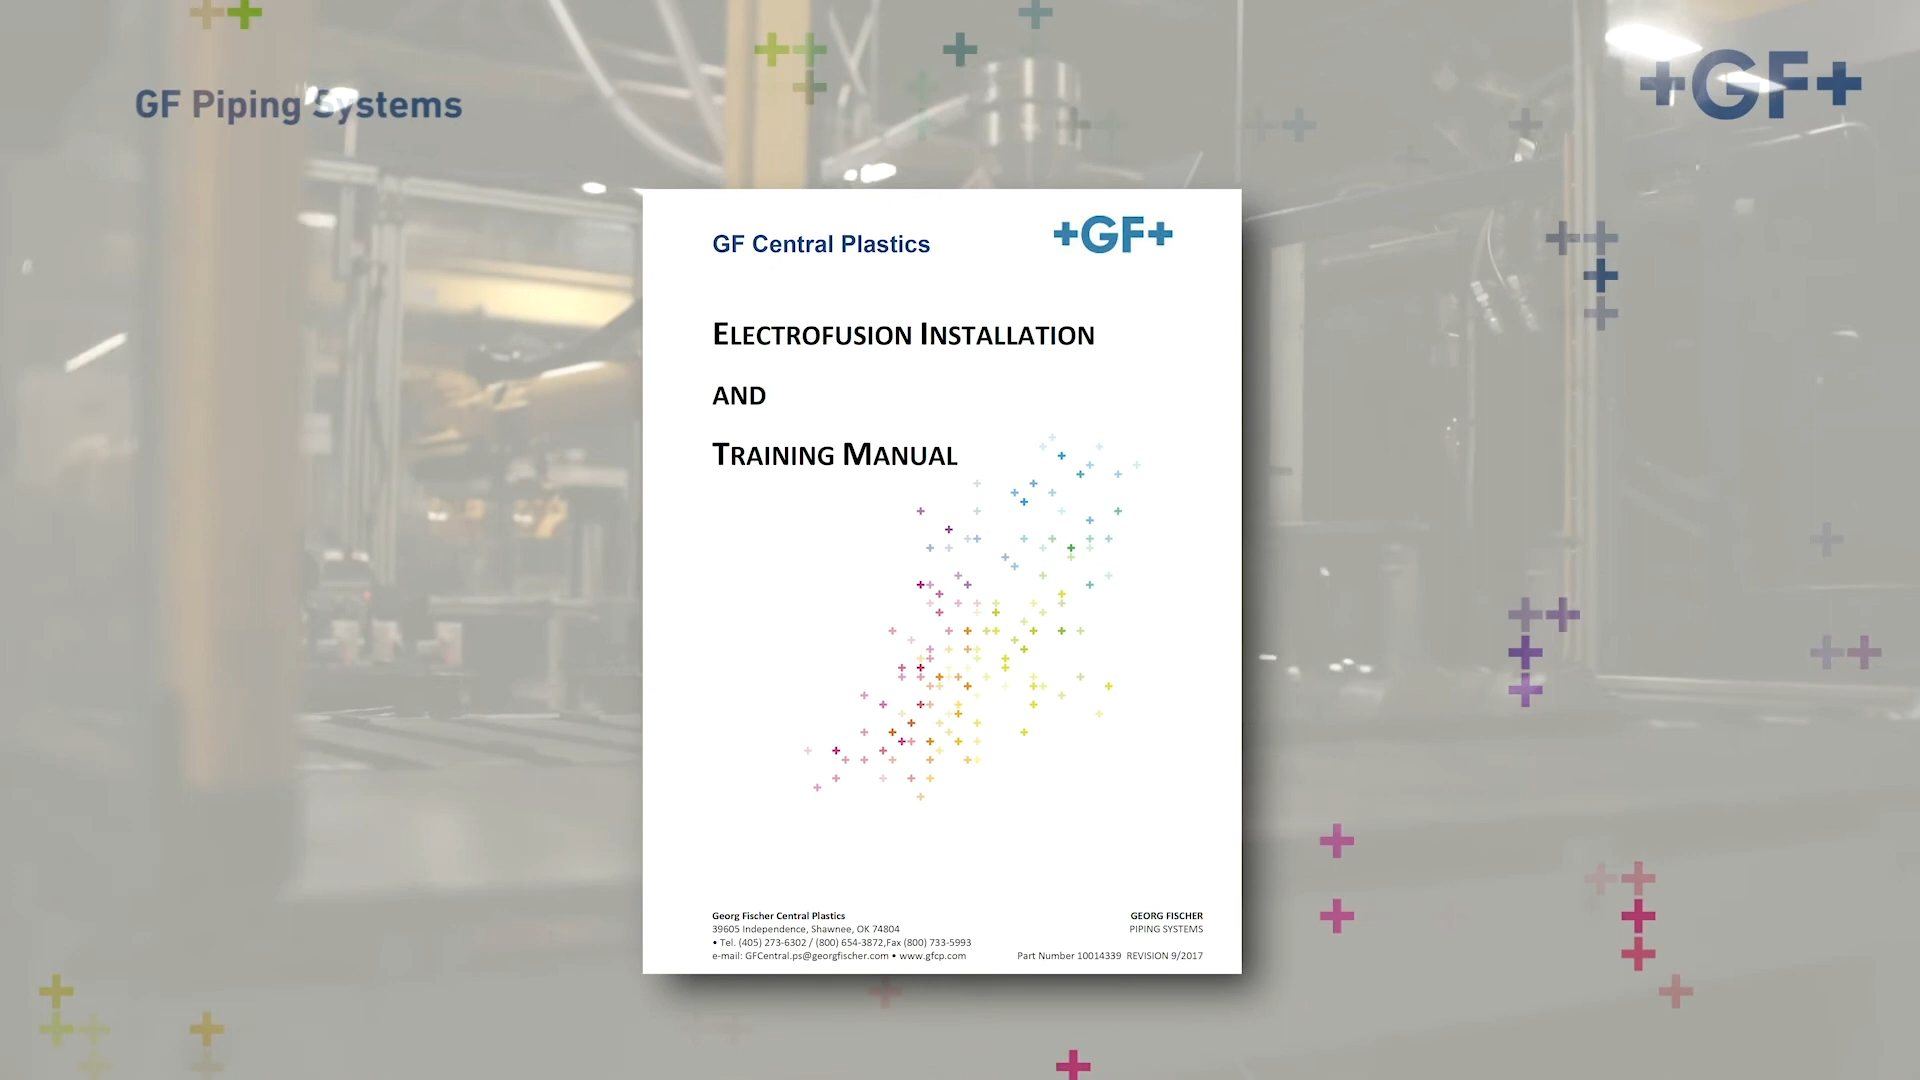 GF Piping Systems
+GF+
GF Central Plastics
+GF+
ELECTROFUSION INSTALLATION
AND
TRAINING MANUAL
Georg Fischer Central Plastics
39605 Independence, Shawnee, OK 74804
• Tel. (405) 273-6302 / (800) 654-3872,Fax (800) 733-5993
e-mail: GFCentral.ps@georgfischer.com • www.gfcp.com
GEORG FISCHER
PIPING SYSTEMS
Part Number 10014339 REVISION 9/2017